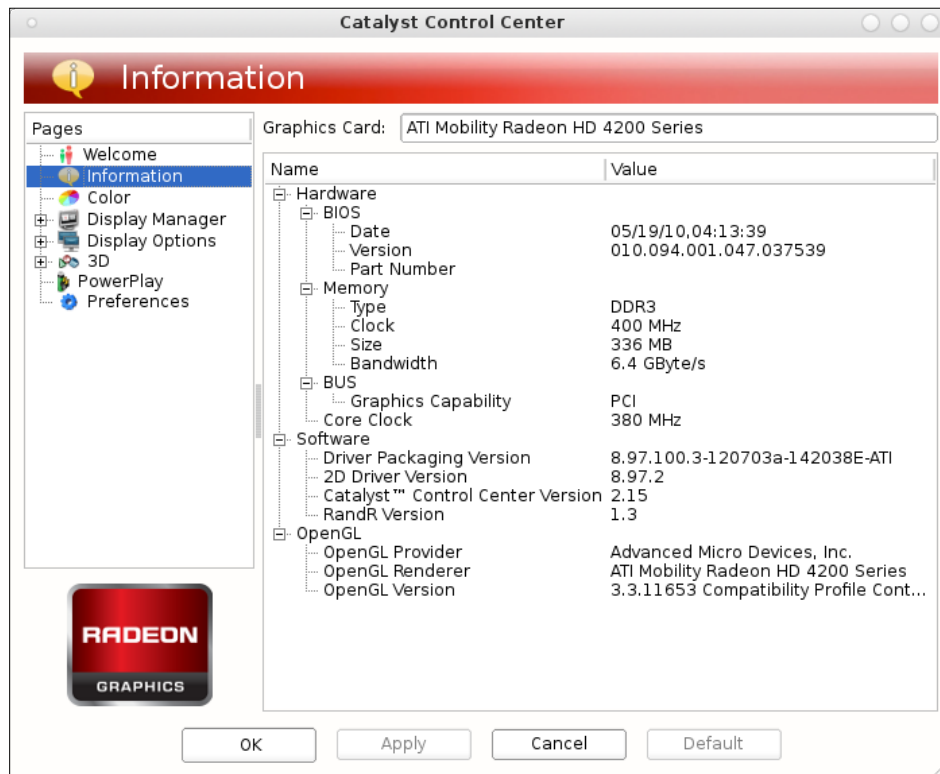 Catalyst Control Center
Information
Pages
Welcome
Information
Color
Display Manager
Display Options
3D
PowerPlay
Preferences
RADEON
GRAPHICS
Graphics Card: ATI Mobility Radeon HD 4200 Series
Name Value
Hardware
BIOS
Date 05/19/10,04:13:39
Version 010.094.001.047.037539
Part Number
Memory
Type DDR3
Clock 400 MHz
Size 336 MB
Bandwidth 6.4 GByte/s
BUS
Graphics Capability PCI
Core Clock 380 MHz
Software
Driver Packaging Version 8.97.100.3-120703a-142038E-ATI
2D Driver Version 8.97.2
Catalyst™ Control Center Version 2.15
RandR Version 1.3
OpenGL
OpenGL Provider Advanced Micro Devices, Inc.
OpenGL Renderer ATI Mobility Radeon HD 4200 Series
OpenGL Version 3.3.11653 Compatibility Profile Cont...
OK Apply Cancel Default